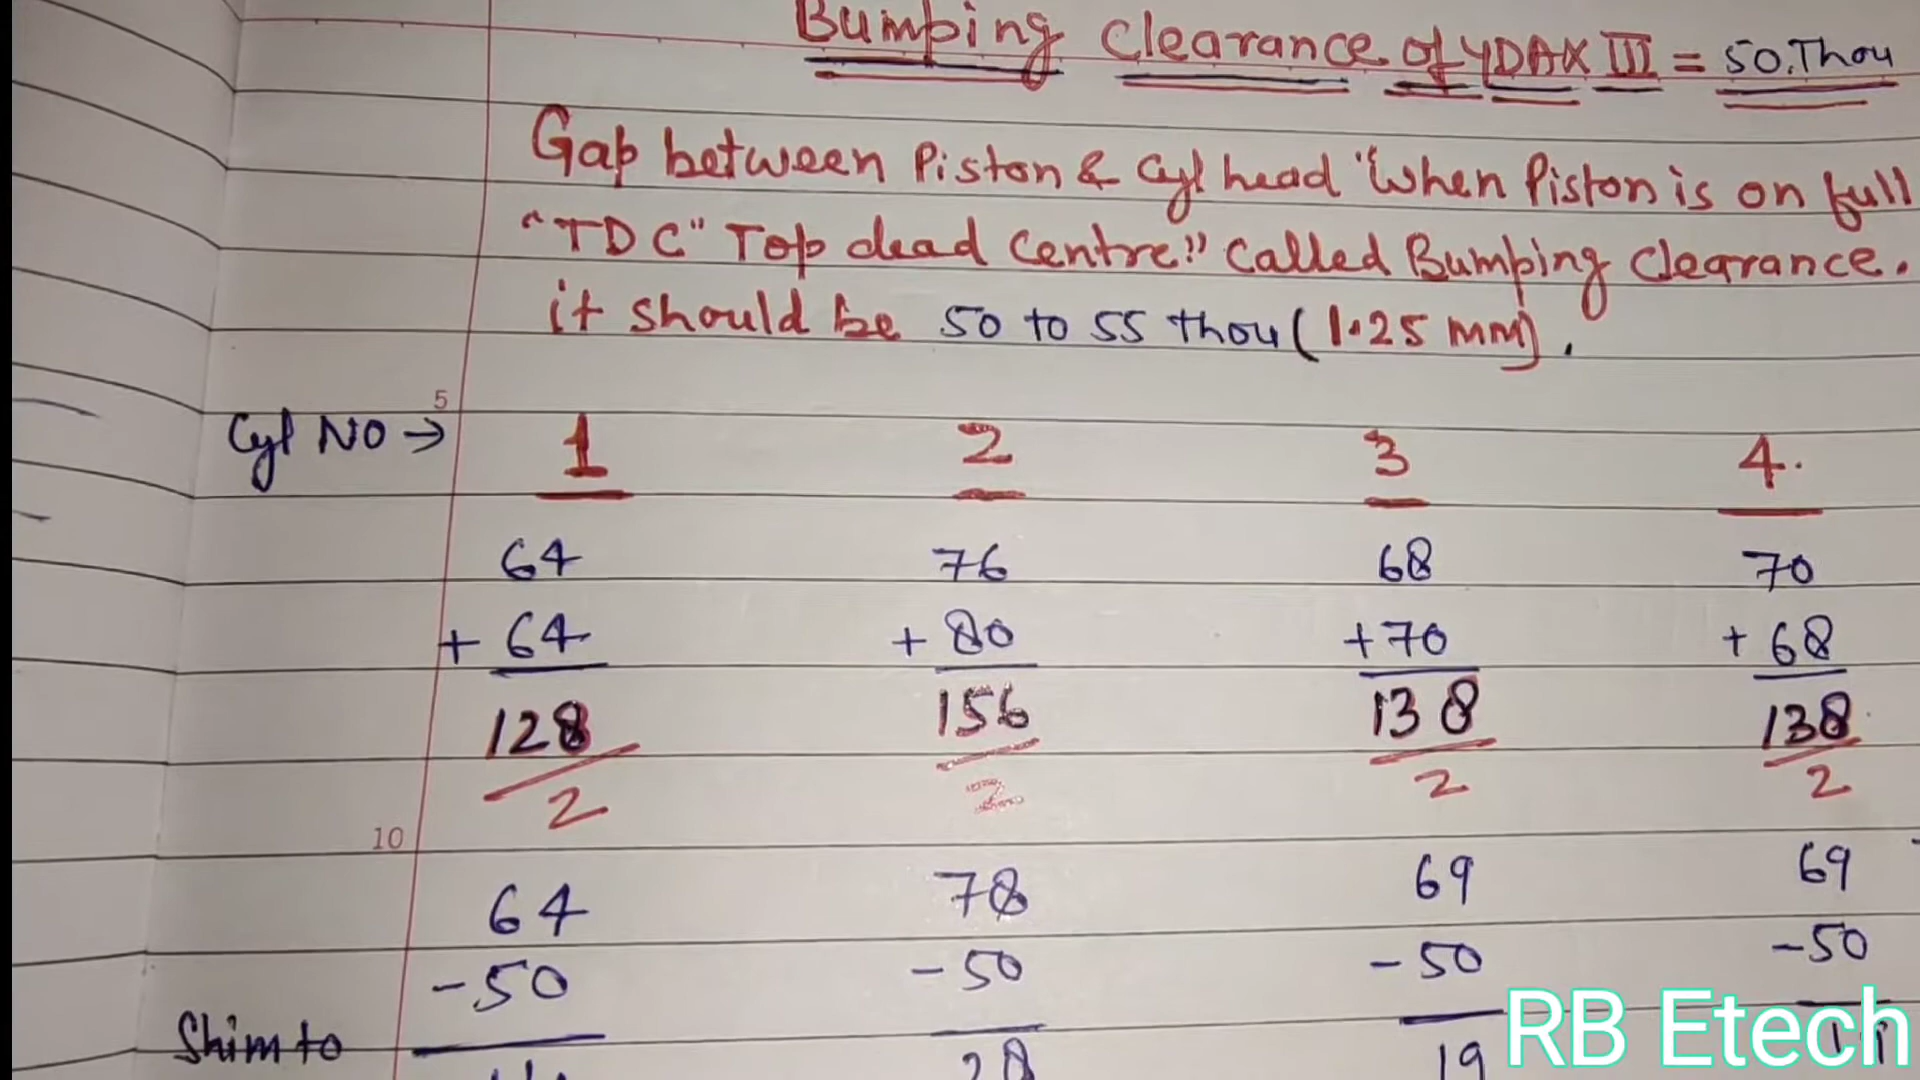 Bumping Clearance of YDAX III = 50.Thou
Gap between Piston & Cyl head "When Piston is on full
"TDC" Top dead Centre" Called Bumping Clearance.
it should be 50 to 55 thou (1.25 mm).
5
Cyl NO → 1 2 3 4.
64 76 68 70
+ 64 + 80 + 70 + 68
128 156 138 138
2 2 2 2
10
64 78 69 69
- 50 - 50 - 50 - 50
Shim to 28 19
RB Etech